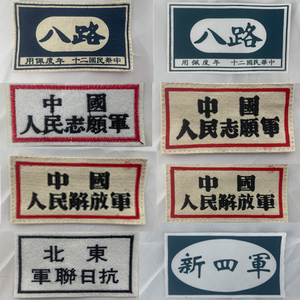 八路
中華民國二十 年度佩用
八路
中華民國二十 年度佩用
中國
人民志願軍
中國
人民志願軍
中國
人民解放軍
中國
人民解放軍
東北
抗日聯軍
新四軍